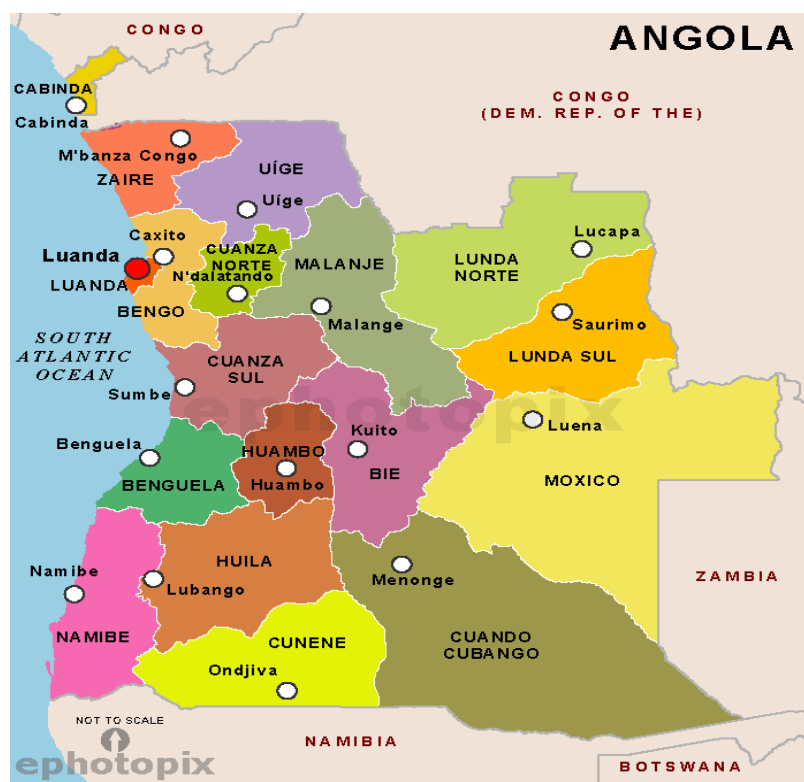 CONGO
ANGOLA
CABINDA
Cabinda
CONGO
(DEM. REP. OF THE)
M'banza Congo
ZAIRE
UÍGE
Uíge
Caxito
Luanda
LUANDA
BENGO
CUANZA
NORTE
N'dalatando
MALANJE
Malange
LUNDA
NORTE
Lucapa
Saurimo
LUNDA SUL
SOUTH
ATLANTIC
OCEAN
CUANZA
SUL
Sumbe
ephotopix
Benguela
BENGUELA
HUAMBO
Huambo
Kuito
BIE
Luena
MOXICO
Namibe
NAMIBE
HUILA
Lubango
Menonge
CUANDO
CUBANGO
ZAMBIA
CUNENE
Ondjiva
NOT TO SCALE
ephotopix
NAMIBIA
BOTSWANA